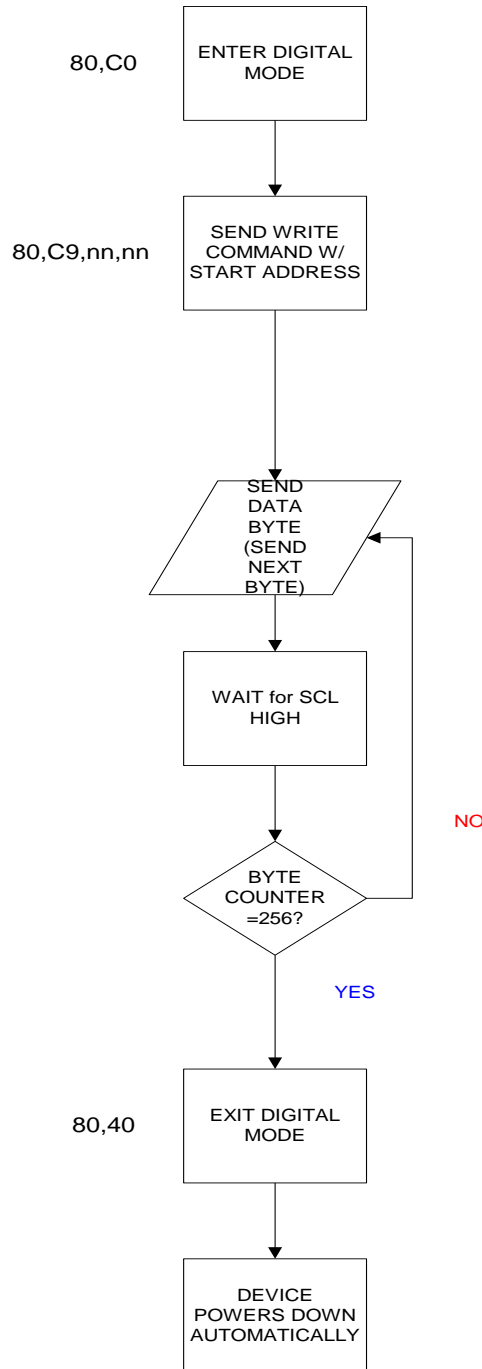 80,C0
ENTER DIGITAL
MODE
80,C9,nn,nn
SEND WRITE
COMMAND W/
START ADDRESS
SEND
DATA
BYTE
(SEND
NEXT
BYTE)
WAIT for SCL
HIGH
NO
BYTE
COUNTER
=256?
YES
80,40
EXIT DIGITAL
MODE
DEVICE
POWERS DOWN
AUTOMATICALLY